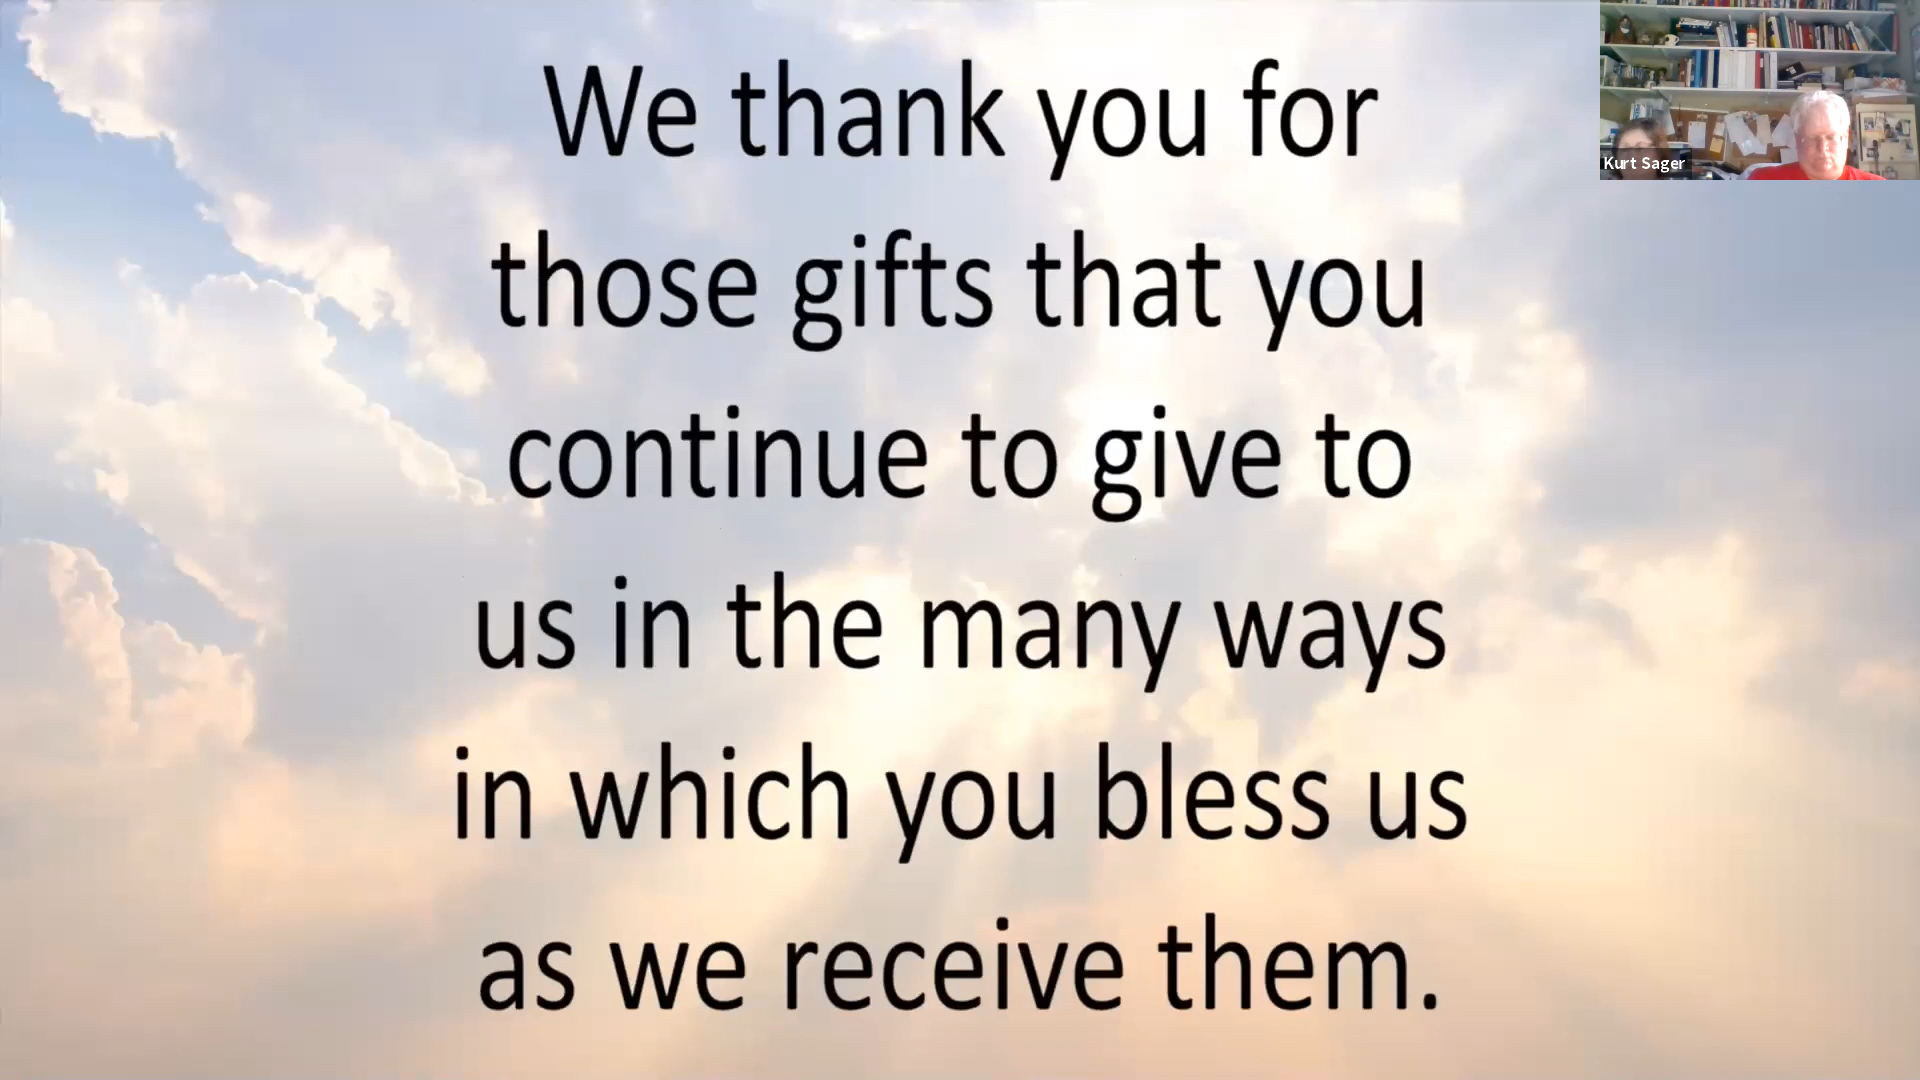 We thank you for
those gifts that you
continue to give to
us in the many ways
in which you bless us
as we receive them.
Kurt Sager